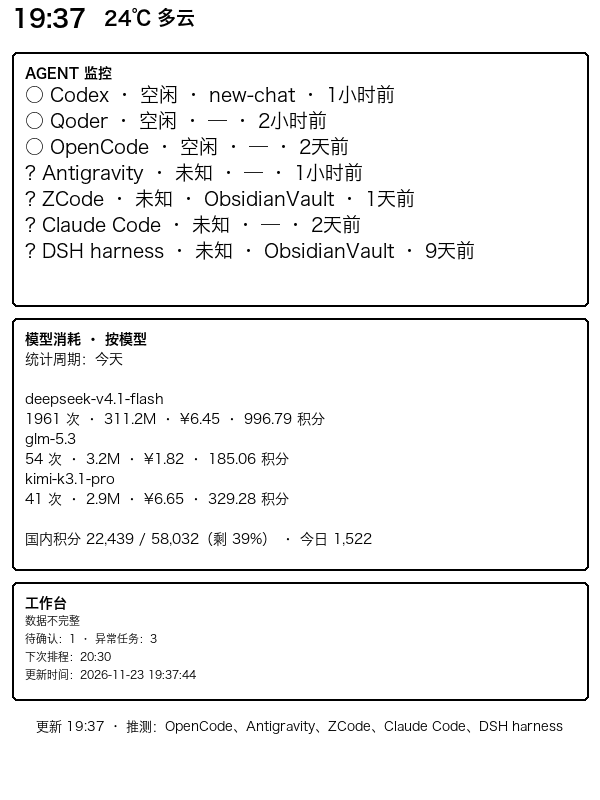 19:37 24℃ 多云
AGENT 监控
○ Codex · 空闲 · new-chat · 1小时前
○ Qoder · 空闲 · — · 2小时前
○ OpenCode · 空闲 · — · 2天前
? Antigravity · 未知 · — · 1小时前
? ZCode · 未知 · ObsidianVault · 1天前
? Claude Code · 未知 · — · 2天前
? DSH harness · 未知 · ObsidianVault · 9天前
模型消耗 · 按模型
统计周期：今天
deepseek-v4.1-flash
1961 次 · 311.2M · ¥6.45 · 996.79 积分
glm-5.3
54 次 · 3.2M · ¥1.82 · 185.06 积分
kimi-k3.1-pro
41 次 · 2.9M · ¥6.65 · 329.28 积分
国内积分 22,439 / 58,032（剩 39%） · 今日 1,522
工作台
数据不完整
待确认：1 · 异常任务：3
下次排程：20:30
更新时间：2026-11-23 19:37:44
更新 19:37 · 推测：OpenCode、Antigravity、ZCode、Claude Code、DSH harness